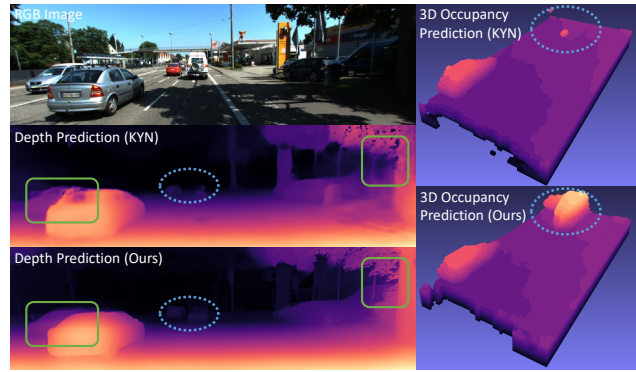 RGB Image
Depth Prediction (KYN)
Depth Prediction (Ours)
3D Occupancy
Prediction (KYN)
3D Occupancy
Prediction (Ours)